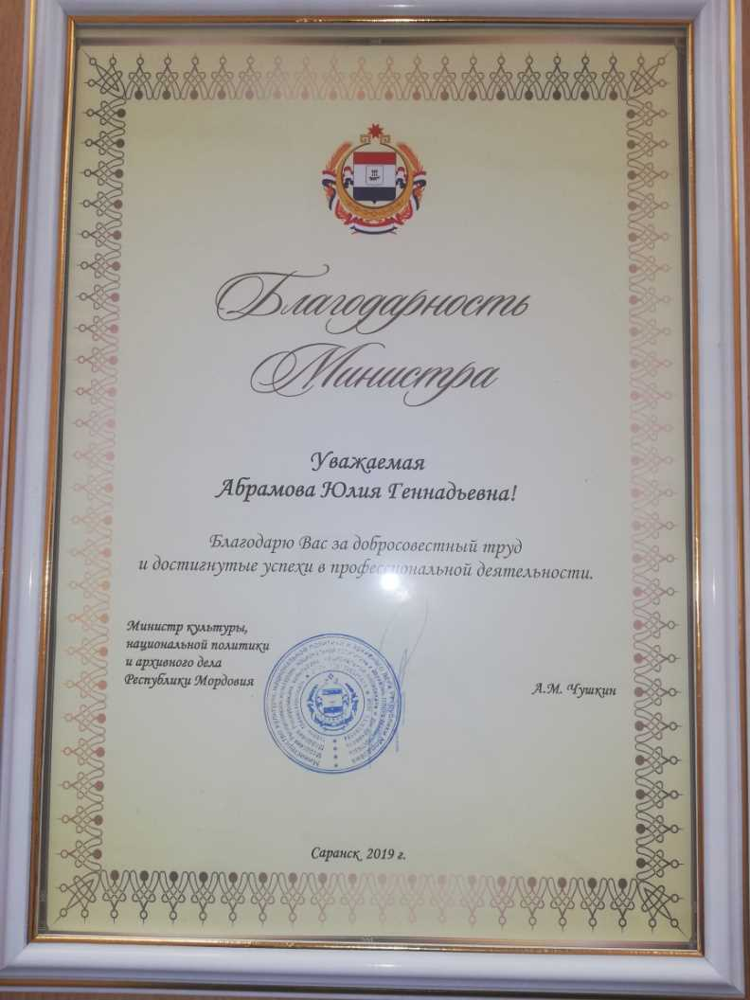 Благодарность
Министра
Уважаемая
Абрамова Юлия Геннадьевна!
Благодарю Вас за добросовестный труд
и достигнутые успехи в профессиональной деятельности.
Министр культуры,
национальной политики
и архивного дела
Республики Мордовия
А.М. Чушкин
Саранск 2019 г.